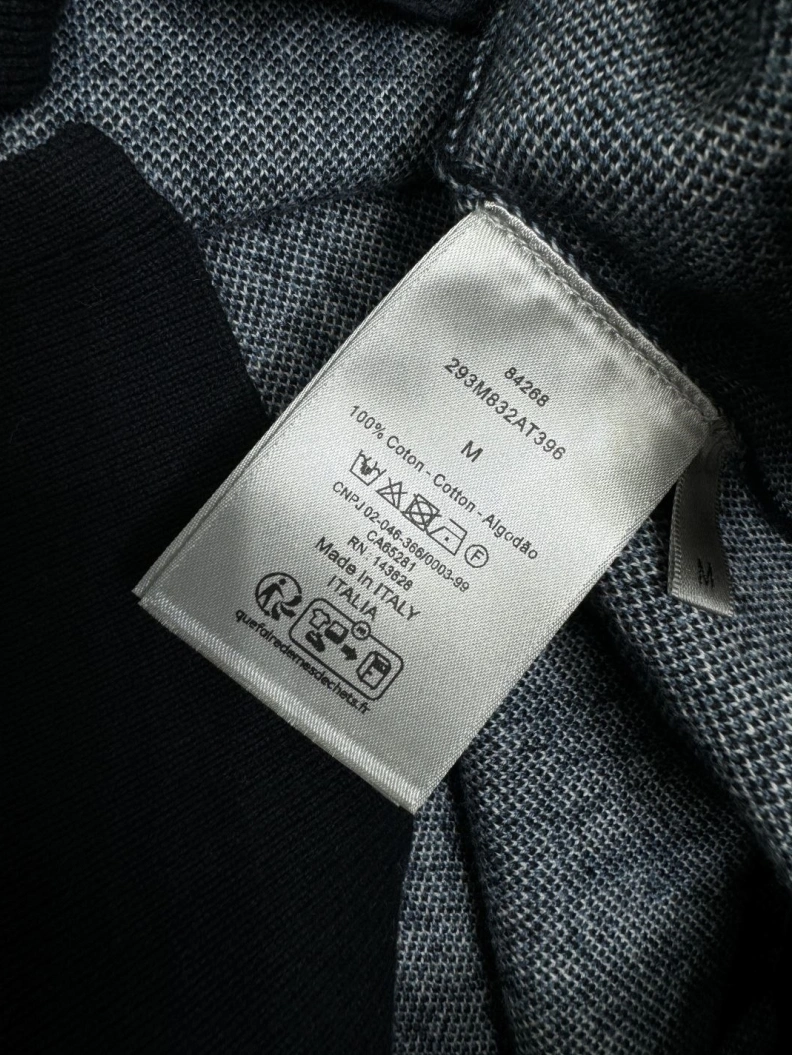 84268
293M832AT396
M
100% Coton - Cotton - Algodão
F
CNPJ 02-046-366/0003-99
CA65281
RN : 143628
Made in ITALY
ITALIA
quefairedemesdechets.fr
M